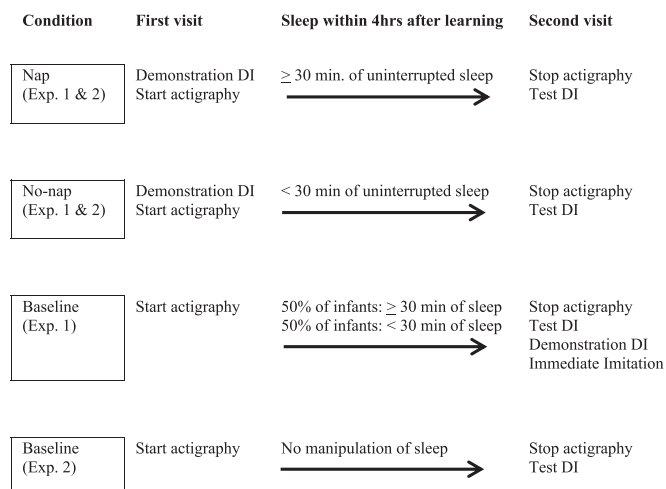 Condition First visit Sleep within 4hrs after learning Second visit
Nap Demonstration DI ≥ 30 min. of uninterrupted sleep Stop actigraphy
(Exp. 1 & 2) Start actigraphy Test DI
No-nap Demonstration DI < 30 min of uninterrupted sleep Stop actigraphy
(Exp. 1 & 2) Start actigraphy Test DI
Baseline Start actigraphy 50% of infants: ≥ 30 min of sleep Stop actigraphy
(Exp. 1) 50% of infants: < 30 min of sleep Test DI
Demonstration DI
Immediate Imitation
Baseline Start actigraphy No manipulation of sleep Stop actigraphy
(Exp. 2) Test DI